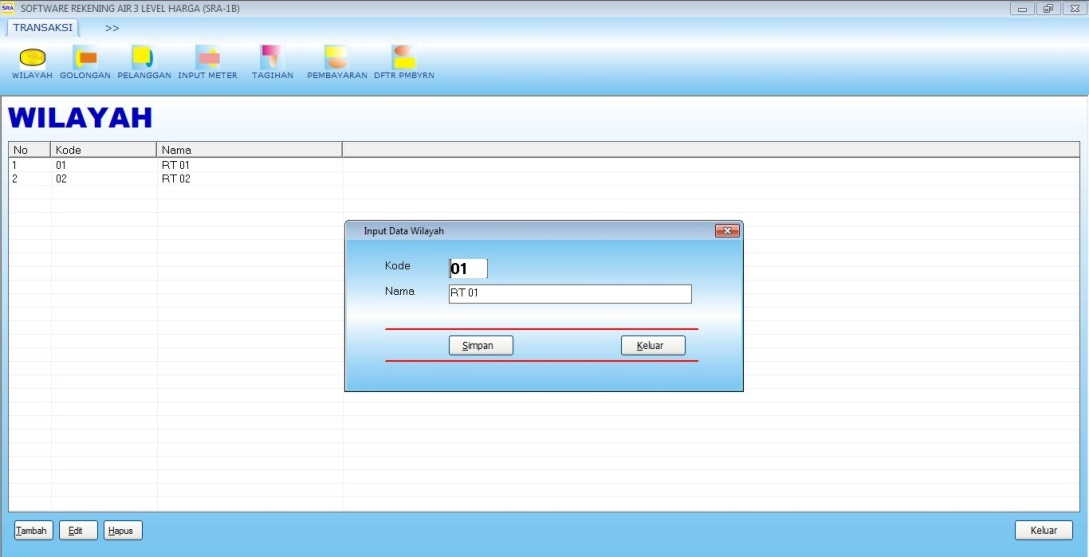 SRA SOFTWARE REKENING AIR 3 LEVEL HARGA (SRA-1B)
TRANSAKSI >>
WILAYAH GOLONGAN PELANGGAN INPUT METER TAGIHAN PEMBAYARAN DFTR PMBYRN
WILAYAH
No Kode Nama
1 01 RT 01
2 02 RT 02
Input Data Wilayah
Kode 01
Nama RT 01
Simpan Keluar
Tambah Edit Hapus Keluar